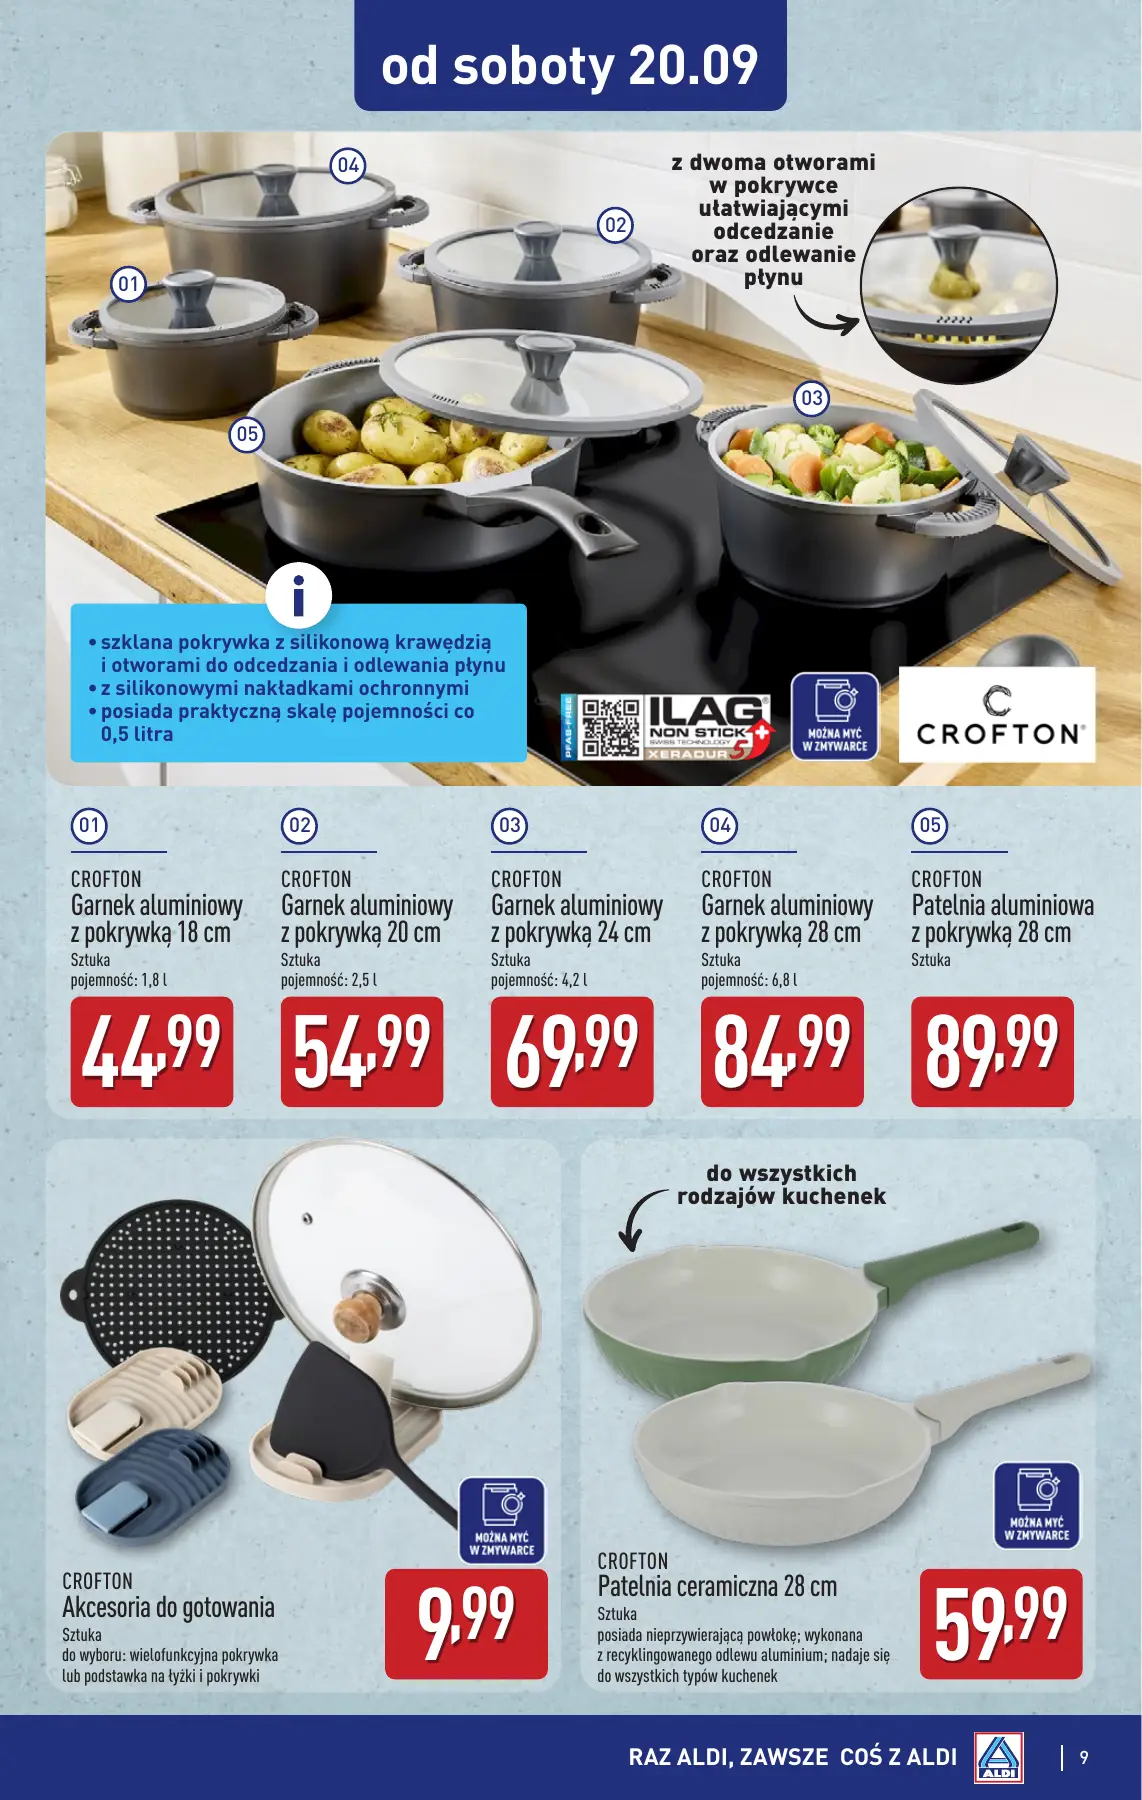 od soboty 20.09
04
02
01
05
03
z dwoma otworami
w pokrywce
ułatwiającymi
odcedzanie
oraz odlewanie
płynu
i
• szklana pokrywka z silikonową krawędzią
i otworami do odcedzania i odlewania płynu
• z silikonowymi nakładkami ochronnymi
• posiada praktyczną skalę pojemności co
0,5 litra
PFAB-FREE
ILAG®
NON STICK
SWISS TECHNOLOGY
XERADUR 5
MOŻNA MYĆ
W ZMYWARCE
CROFTON®
01
CROFTON
Garnek aluminiowy
z pokrywką 18 cm
Sztuka
pojemność: 1,8 l
44,99
02
CROFTON
Garnek aluminiowy
z pokrywką 20 cm
Sztuka
pojemność: 2,5 l
54,99
03
CROFTON
Garnek aluminiowy
z pokrywką 24 cm
Sztuka
pojemność: 4,2 l
69,99
04
CROFTON
Garnek aluminiowy
z pokrywką 28 cm
Sztuka
pojemność: 6,8 l
84,99
05
CROFTON
Patelnia aluminiowa
z pokrywką 28 cm
Sztuka
89,99
MOŻNA MYĆ
W ZMYWARCE
CROFTON
Akcesoria do gotowania
Sztuka
do wyboru: wielofunkcyjna pokrywka
lub podstawka na łyżki i pokrywki
9,99
do wszystkich
rodzajów kuchenek
MOŻNA MYĆ
W ZMYWARCE
CROFTON
Patelnia ceramiczna 28 cm
Sztuka
posiada nieprzywierającą powłokę; wykonana
z recyklingowanego odlewu aluminium; nadaje się
do wszystkich typów kuchenek
59,99
RAZ ALDI, ZAWSZE COŚ Z ALDI
ALDI
9